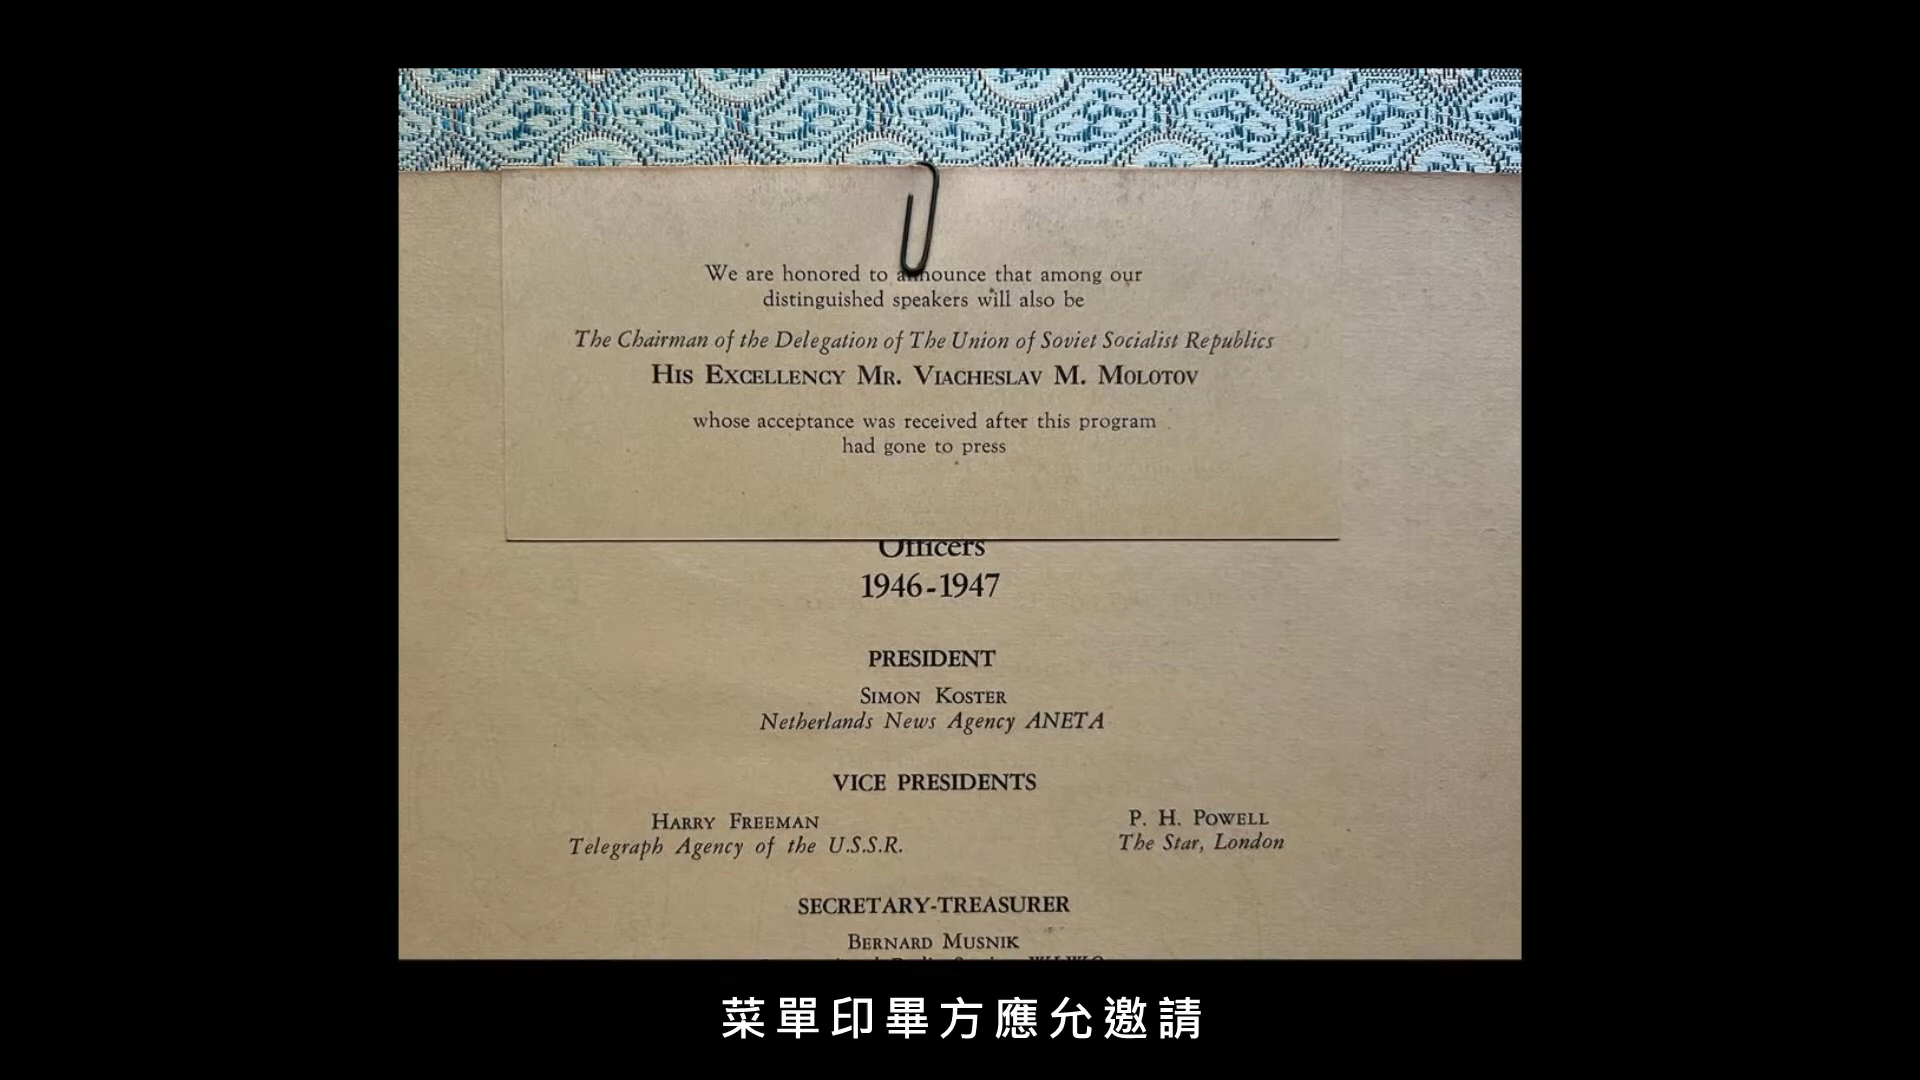 We are honored to announce that among our
distinguished speakers will also be
The Chairman of the Delegation of The Union of Soviet Socialist Republics
HIS EXCELLENCY MR. VIACHESLAV M. MOLOTOV
whose acceptance was received after this program
had gone to press
Officers
1946-1947
PRESIDENT
SIMON KOSTER
Netherlands News Agency ANETA
VICE PRESIDENTS
HARRY FREEMAN
Telegraph Agency of the U.S.S.R.
P. H. POWELL
The Star, London
SECRETARY-TREASURER
BERNARD MUSNIK
菜單印畢方應允邀請